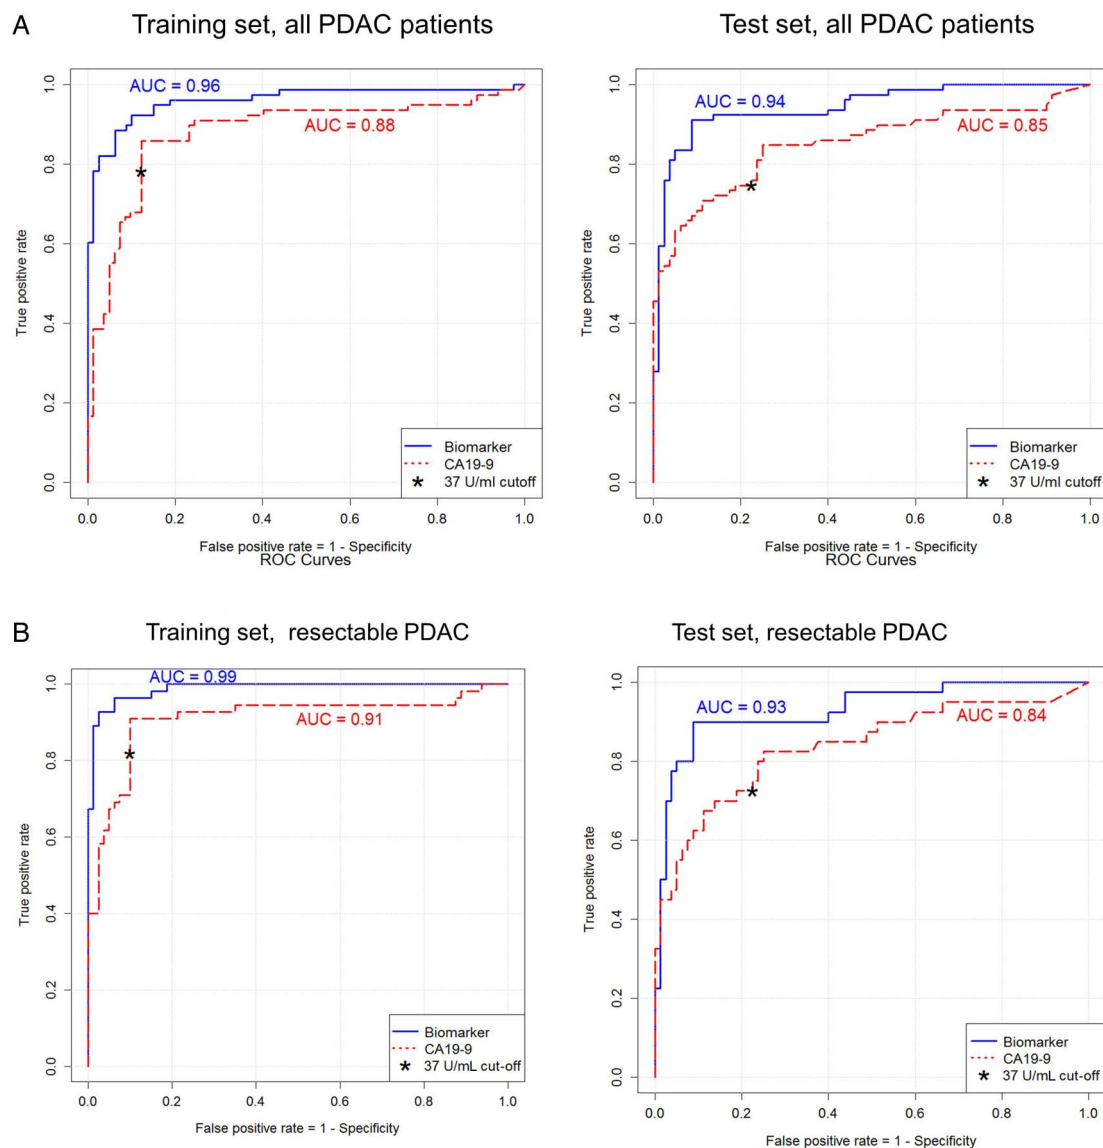 A
Training set, all PDAC patients
AUC = 0.96
AUC = 0.88
True positive rate
1.0
0.8
0.6
0.4
0.2
0.0
Biomarker
CA19-9
* 37 U/ml cutoff
0.0 0.2 0.4 0.6 0.8 1.0
False positive rate = 1 - Specificity
ROC Curves
Test set, all PDAC patients
AUC = 0.94
AUC = 0.85
True positive rate
1.0
0.8
0.6
0.4
0.2
0.0
Biomarker
CA19-9
* 37 U/ml cutoff
0.0 0.2 0.4 0.6 0.8 1.0
False positive rate = 1 - Specificity
ROC Curves
B
Training set, resectable PDAC
AUC = 0.99
AUC = 0.91
True positive rate
1.0
0.8
0.6
0.4
0.2
0.0
Biomarker
CA19-9
* 37 U/mL cut-off
0.0 0.2 0.4 0.6 0.8 1.0
False positive rate = 1 - Specificity
Test set, resectable PDAC
AUC = 0.93
AUC = 0.84
True positive rate
1.0
0.8
0.6
0.4
0.2
0.0
Biomarker
CA19-9
* 37 U/mL cut-off
0.0 0.2 0.4 0.6 0.8 1.0
False positive rate = 1 - Specificity